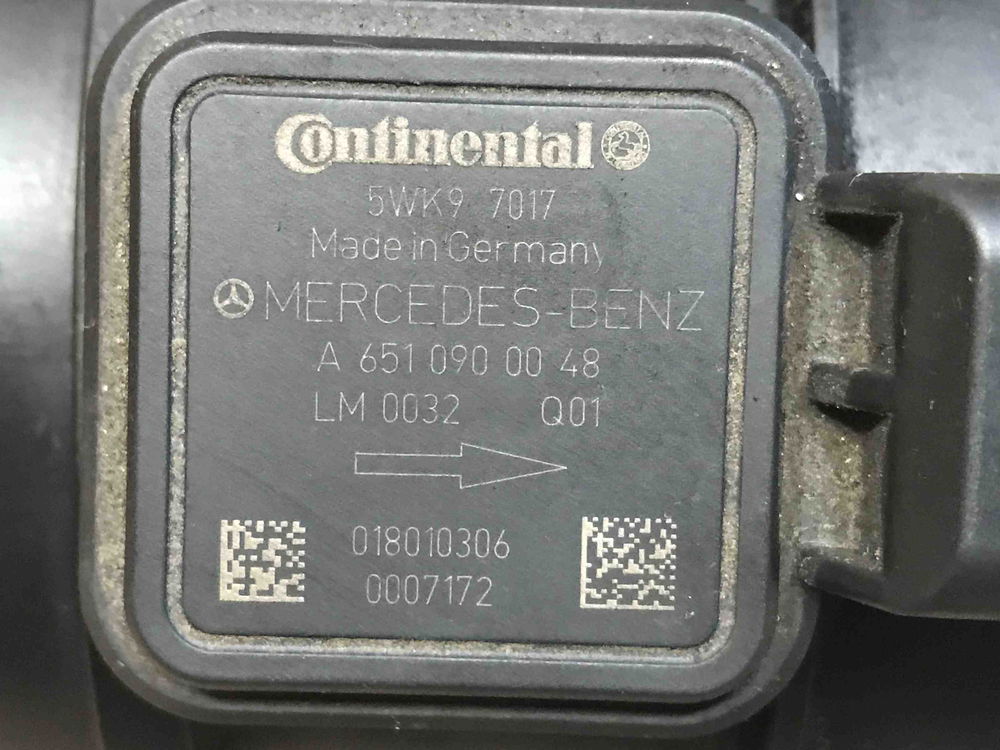 Continental
5WK9 7017
Made in Germany
MERCEDES-BENZ
A 651 090 00 48
LM 0032 Q01
018010306
0007172